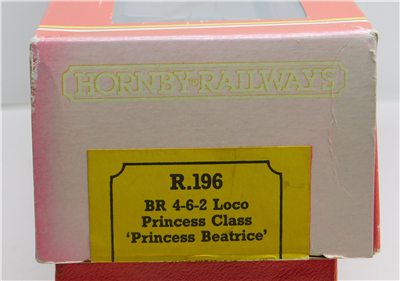 HORNBY RAILWAYS
R.196
BR 4-6-2 Loco
Princess Class
‘Princess Beatrice’